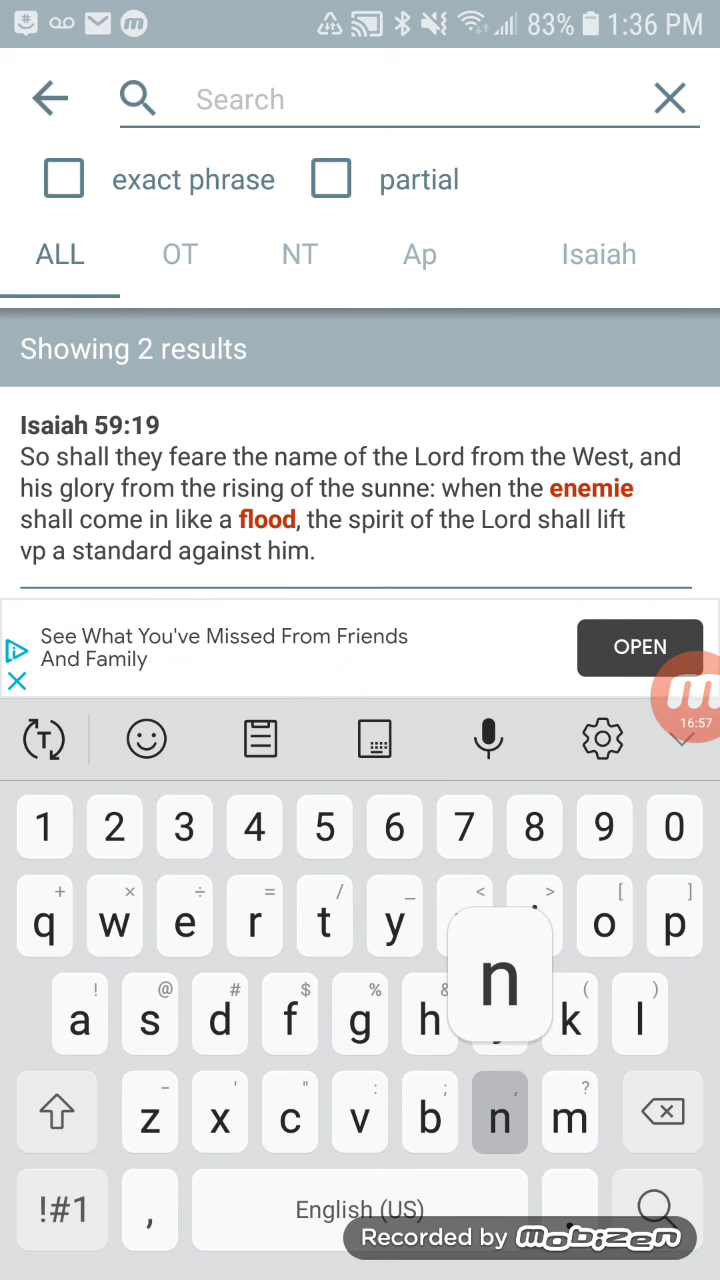 83% 1:36 PM
Search
exact phrase partial
ALL OT NT Ap Isaiah
Showing 2 results
Isaiah 59:19
So shall they feare the name of the Lord from the West, and
his glory from the rising of the sunne: when the enemie
shall come in like a flood, the spirit of the Lord shall lift
vp a standard against him.
See What You've Missed From Friends
And Family
OPEN
m
16:57
T
1 2 3 4 5 6 7 8 9 0
+ × ÷ = / _ < > [ ]
q w e r t y o p
n
! @ # $ % & ( )
a s d f g h k l
- ' " : ; , ?
z x c v b n m
!#1 , English (US) .
Recorded by mobizen